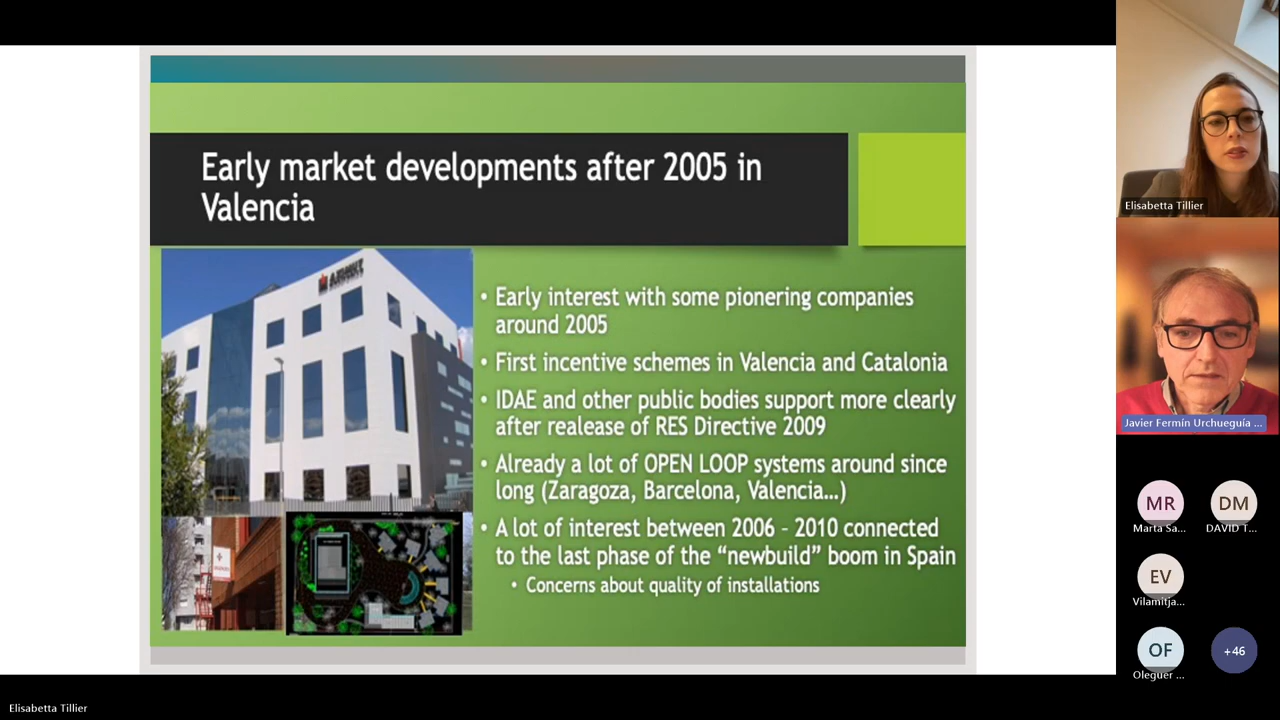 Early market developments after 2005 in
Valencia
• Early interest with some pionering companies
around 2005
• First incentive schemes in Valencia and Catalonia
• IDAE and other public bodies support more clearly
after realease of RES Directive 2009
• Already a lot of OPEN LOOP systems around since
long (Zaragoza, Barcelona, Valencia...)
• A lot of interest between 2006 - 2010 connected
to the last phase of the “newbuild” boom in Spain
• Concerns about quality of installations
Elisabetta Tillier
Javier Fermín Urchueguía ...
MR
Marta Sa...
DM
DAVID T...
EV
Vilamitja...
OF
Oleguer ...
+46
Elisabetta Tillier